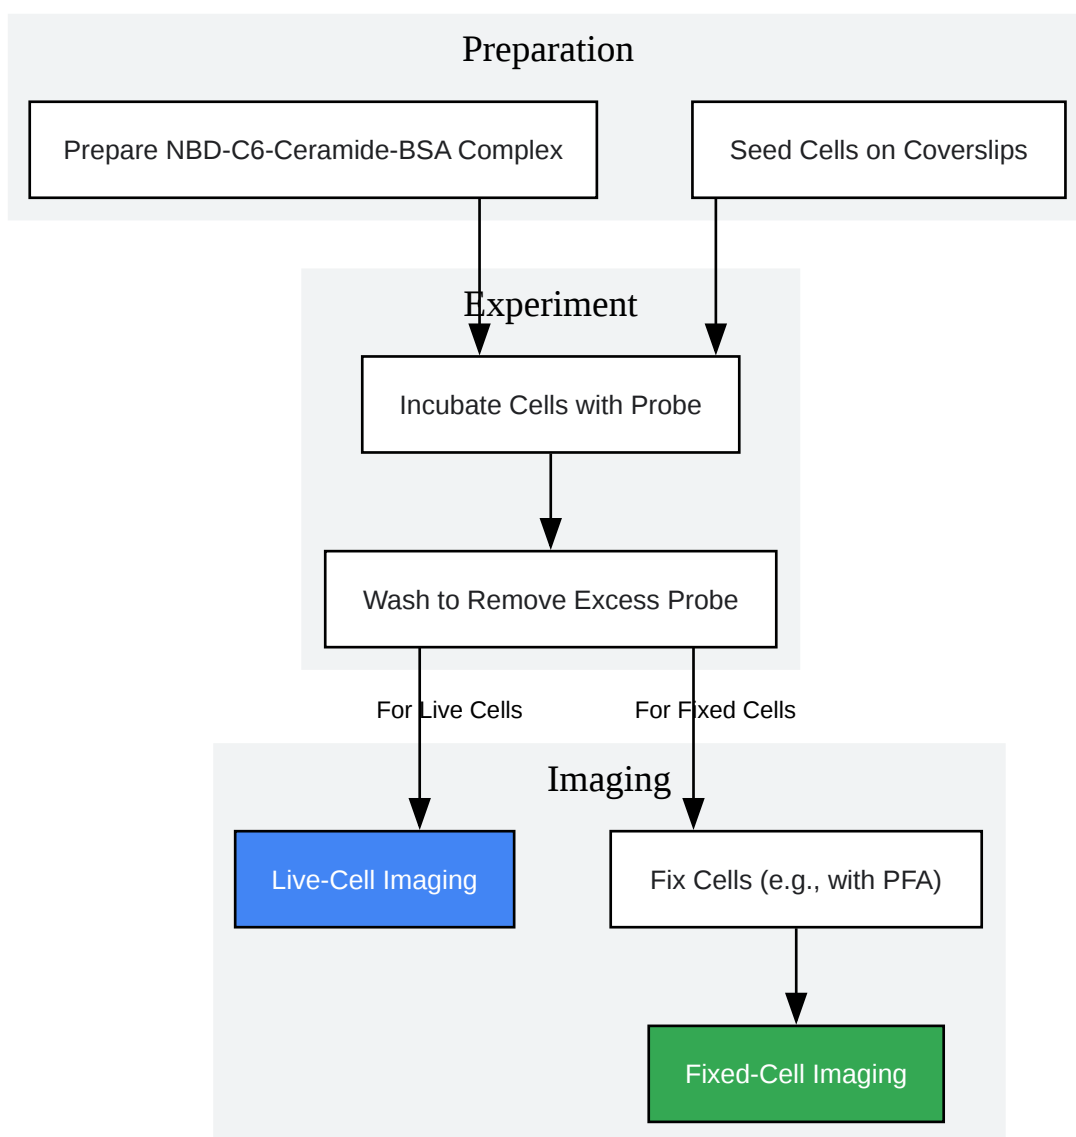 Preparation
Prepare NBD-C6-Ceramide-BSA Complex
Seed Cells on Coverslips
Experiment
Incubate Cells with Probe
Wash to Remove Excess Probe
For Live Cells
For Fixed Cells
Imaging
Live-Cell Imaging
Fix Cells (e.g., with PFA)
Fixed-Cell Imaging